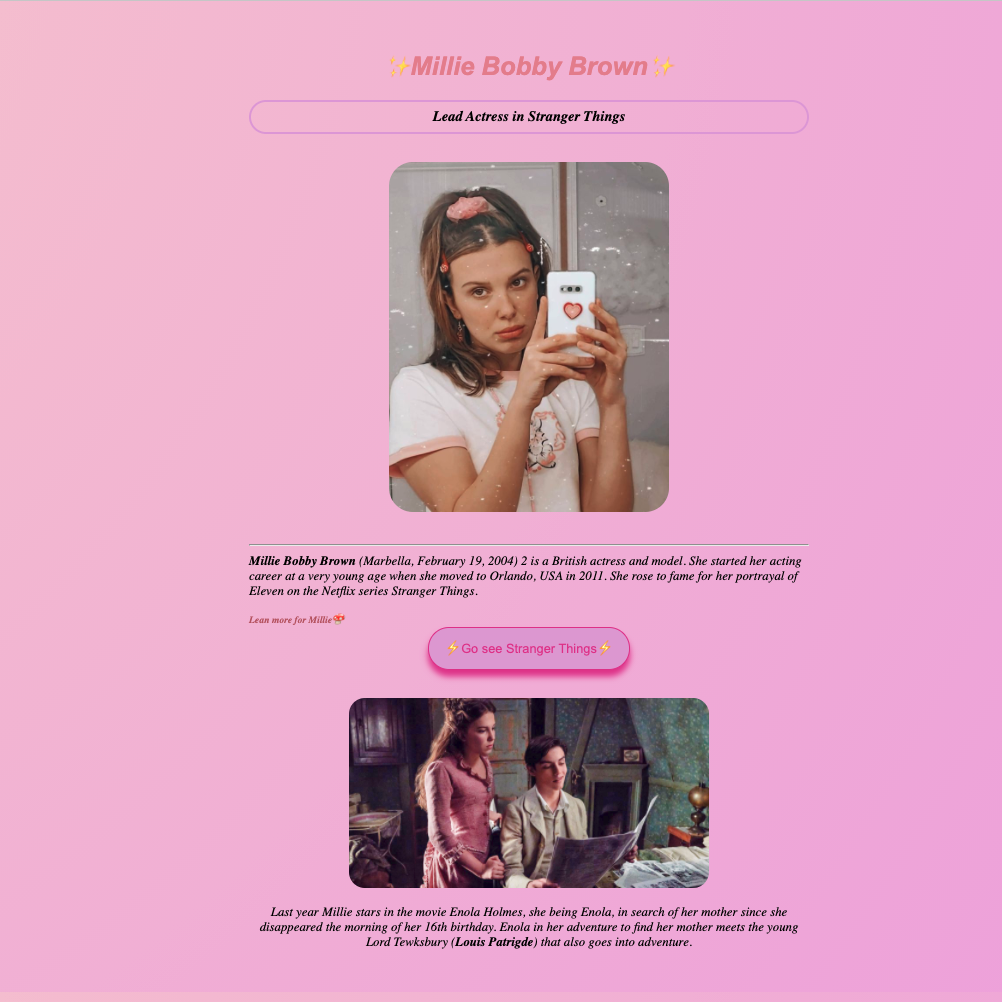 ✨Millie Bobby Brown✨
Lead Actress in Stranger Things
Millie Bobby Brown (Marbella, February 19, 2004) 2 is a British actress and model. She started her acting
career at a very young age when she moved to Orlando, USA in 2011. She rose to fame for her portrayal of
Eleven on the Netflix series Stranger Things.
Lean more for Millie💝
⚡Go see Stranger Things⚡
Last year Millie stars in the movie Enola Holmes, she being Enola, in search of her mother since she
disappeared the morning of her 16th birthday. Enola in her adventure to find her mother meets the young
Lord Tewksbury (Louis Patrigde) that also goes into adventure.